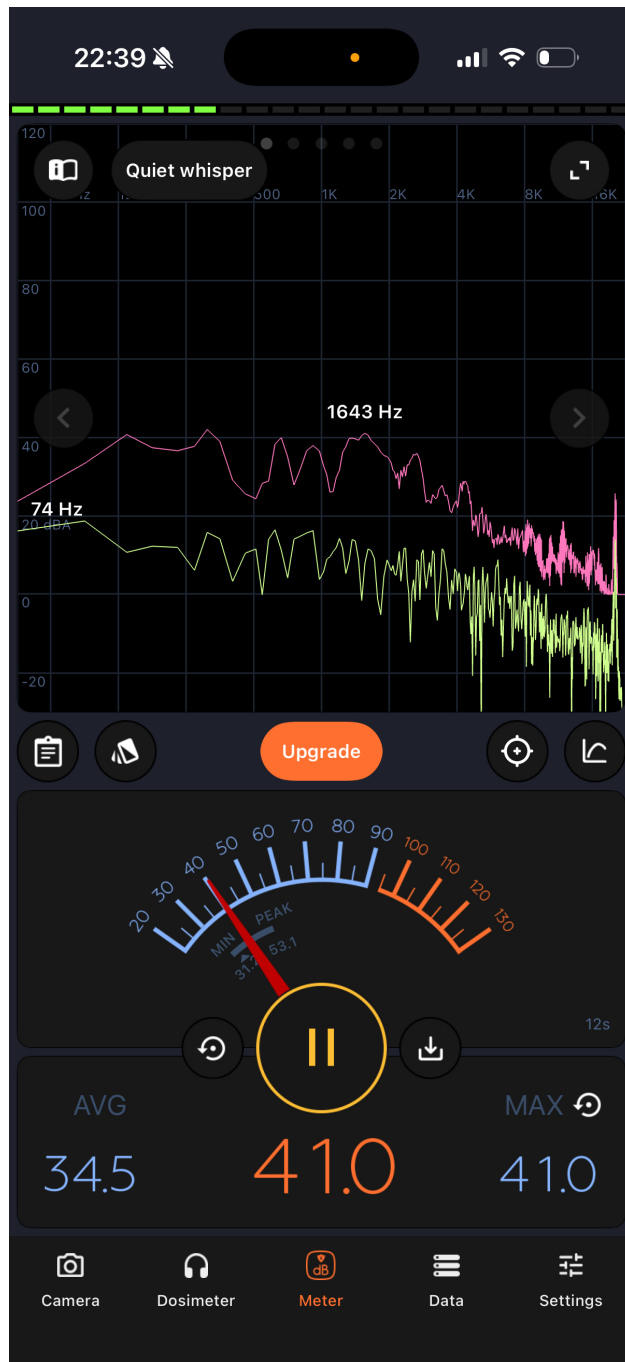 22:39
120
Quiet whisper
1K 2K 4K 8K
100
80
60
1643 Hz
40
74 Hz
20 dBA
0
-20
Upgrade
20 30 40 50 60 70 80 90 100 110 120 130
MIN PEAK
53.1
12s
AVG
MAX
34.5
41.0
41.0
Camera
Dosimeter
Meter
dB
Data
Settings